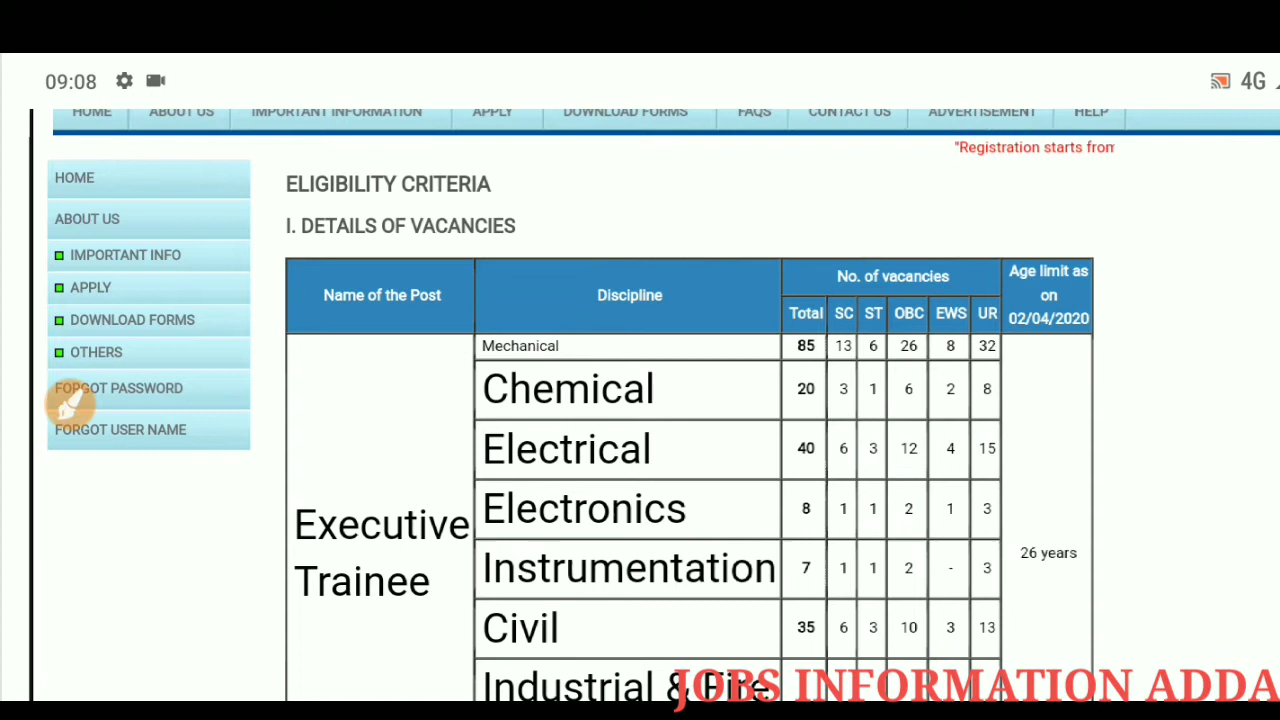 09:08 4G
HOME ABOUT US IMPORTANT INFORMATION APPLY DOWNLOAD FORMS FAQS CONTACT US ADVERTISEMENT HELP
"Registration starts from
HOME
ABOUT US
IMPORTANT INFO
APPLY
DOWNLOAD FORMS
OTHERS
FORGOT PASSWORD
FORGOT USER NAME
ELIGIBILITY CRITERIA
I. DETAILS OF VACANCIES
Name of the Post Discipline No. of vacancies Age limit as on 02/04/2020
Total SC ST OBC EWS UR
Executive Trainee
Mechanical 85 13 6 26 8 32
Chemical 20 3 1 6 2 8
Electrical 40 6 3 12 4 15
Electronics 8 1 1 2 1 3
Instrumentation 7 1 1 2 - 3
Civil 35 6 3 10 3 13
Industrial & Fire
26 years
JOBS INFORMATION ADDA